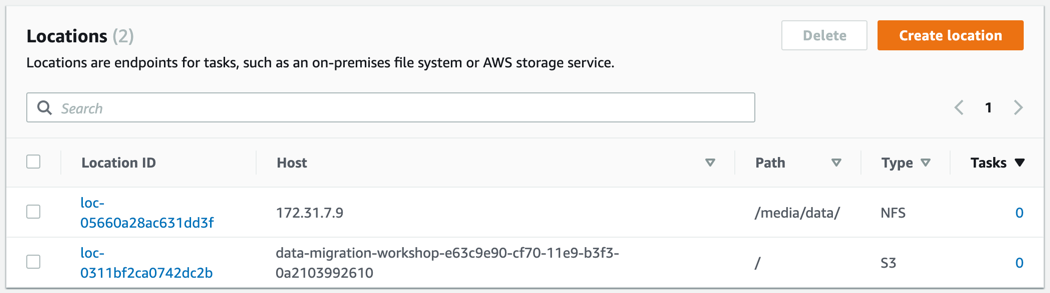 Locations (2)
Delete
Create location
Locations are endpoints for tasks, such as an on-premises file system or AWS storage service.
Search
1
Location ID
Host
Path
Type
Tasks
loc-
05660a28ac631dd3f
172.31.7.9
/media/data/
NFS
0
loc-
0311bf2ca0742dc2b
data-migration-workshop-e63c9e90-cf70-11e9-b3f3-
0a2103992610
/
S3
0